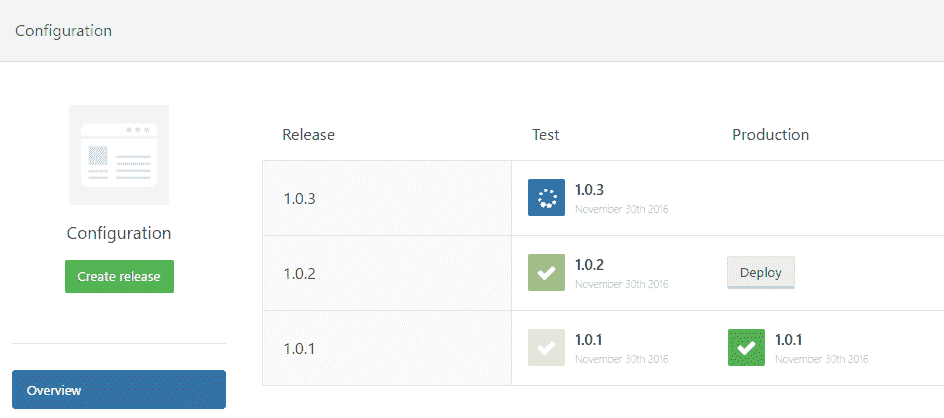 Configuration
Release
Test
Production
1.0.3
1.0.3
November 30th 2016
Configuration
Create release
1.0.2
1.0.2
November 30th 2016
Deploy
1.0.1
1.0.1
November 30th 2016
1.0.1
November 30th 2016
Overview